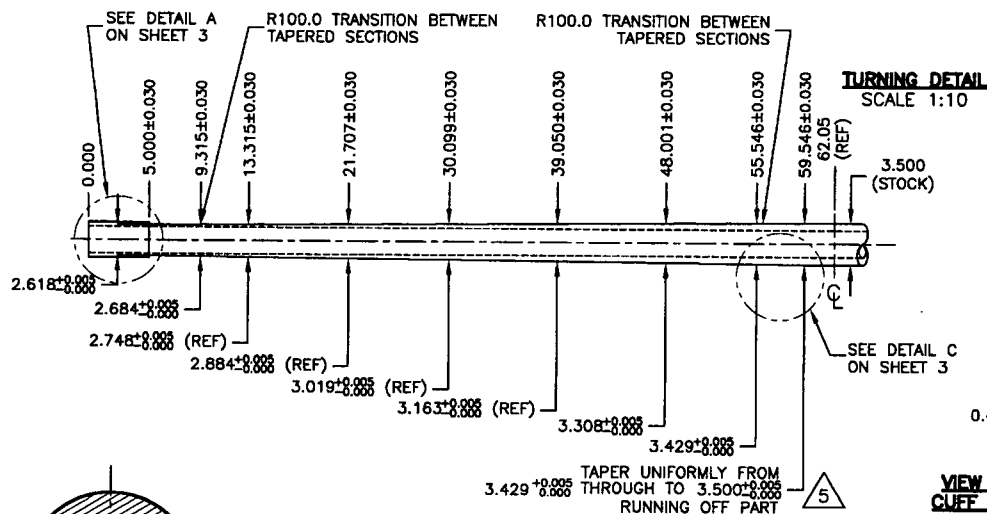 SEE DETAIL A
ON SHEET 3
R100.0 TRANSITION BETWEEN
TAPERED SECTIONS
R100.0 TRANSITION BETWEEN
TAPERED SECTIONS
TURNING DETAIL
SCALE 1:10
0.000
5.000±0.030
9.315±0.030
13.315±0.030
21.707±0.030
30.099±0.030
39.050±0.030
48.001±0.030
55.546±0.030
59.546±0.030
62.05
(REF)
3.500
(STOCK)
2.618+0.005 -0.000
2.684+0.005 -0.000
2.748+0.005 -0.000 (REF)
2.884+0.005 -0.000 (REF)
3.019+0.005 -0.000 (REF)
3.163+0.005 -0.000 (REF)
3.308+0.005 -0.000
3.429+0.005 -0.000
℄
SEE DETAIL C
ON SHEET 3
TAPER UNIFORMLY FROM
3.429 +0.005 -0.000 THROUGH TO 3.500+0.005 -0.000
RUNNING OFF PART
5
0.
VIEW
CUFF